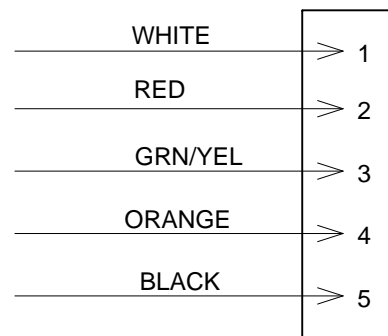 WHITE 1
RED 2
GRN/YEL 3
ORANGE 4
BLACK 5